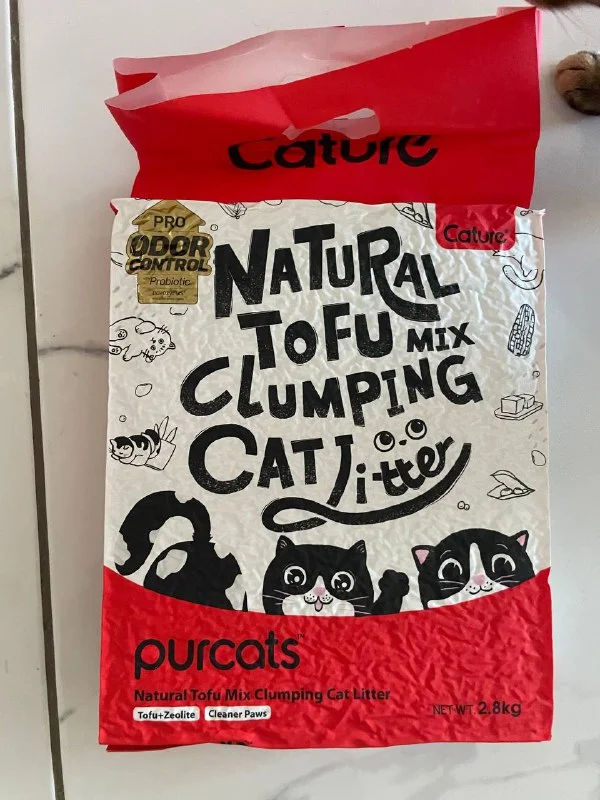 Cature
PRO
ODOR
CONTROL
Probiotic
Cature
NATURAL
TOFU MIX
CLUMPING
CAT Litter
purcats™
Natural Tofu Mix Clumping Cat Litter
Tofu+Zeolite Cleaner Paws
NET WT. 2.8kg